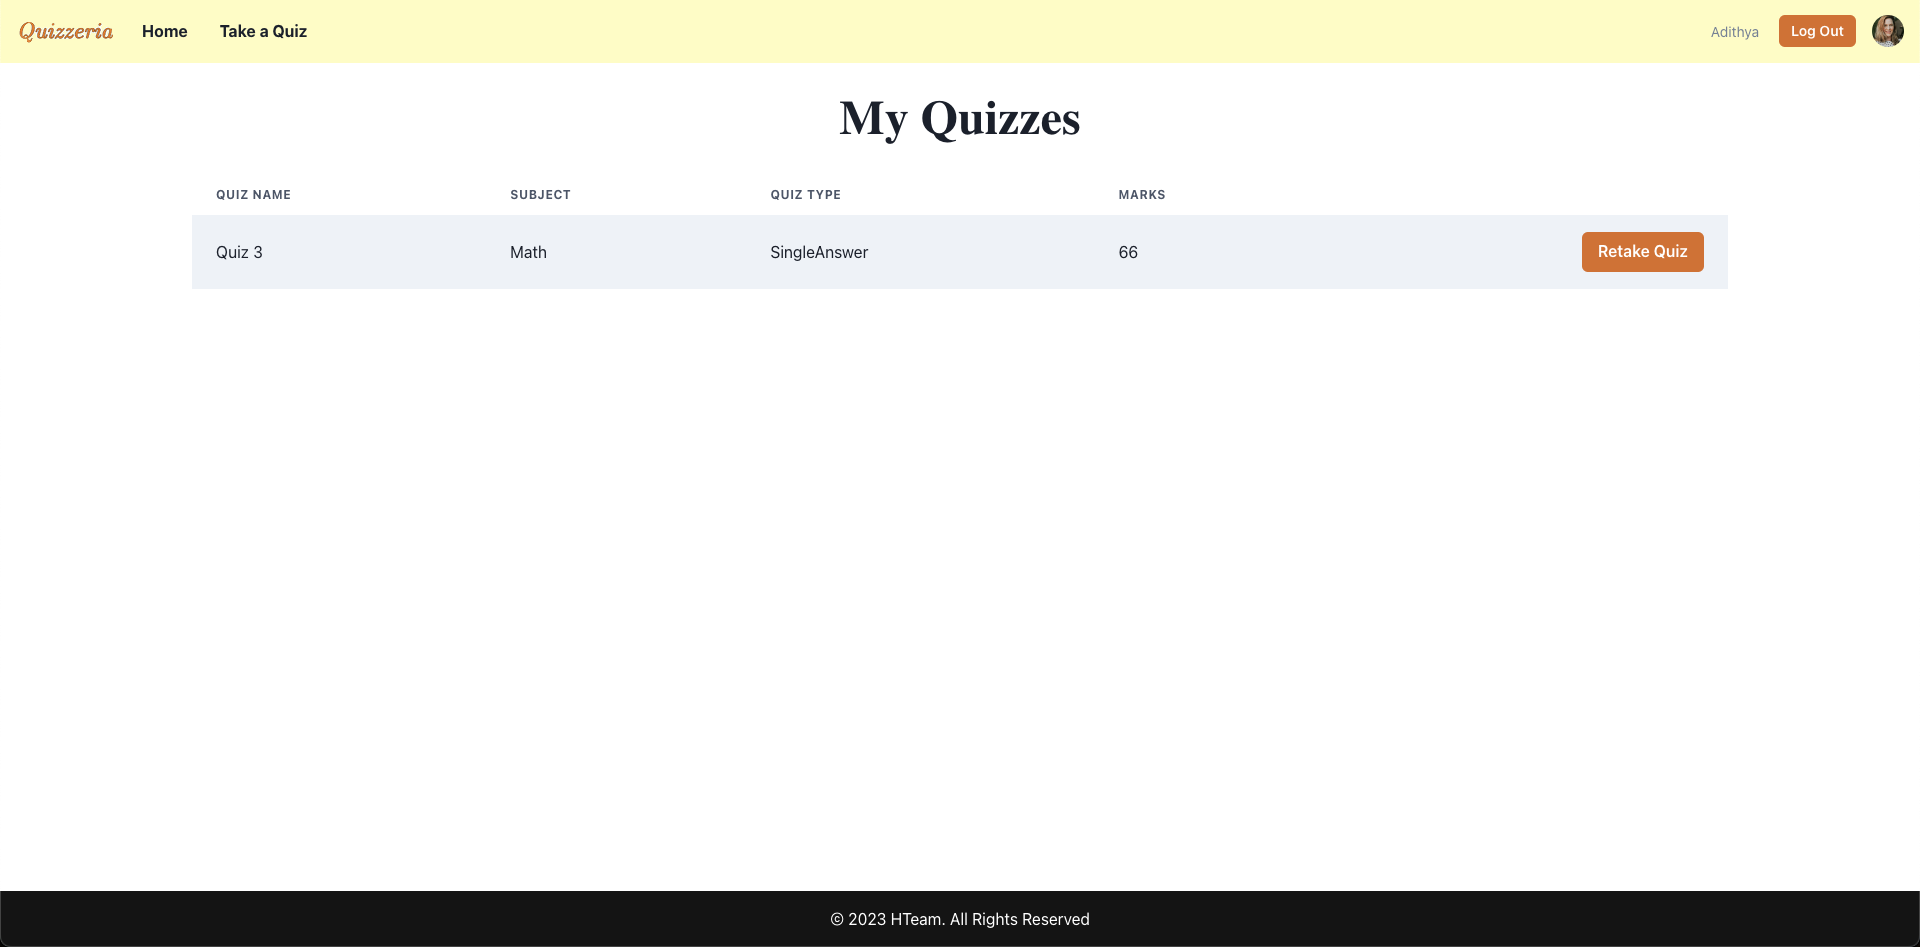 Quizzeria Home Take a Quiz Adithya Log Out
My Quizzes
QUIZ NAME SUBJECT QUIZ TYPE MARKS
Quiz 3 Math SingleAnswer 66 Retake Quiz
© 2023 HTeam. All Rights Reserved